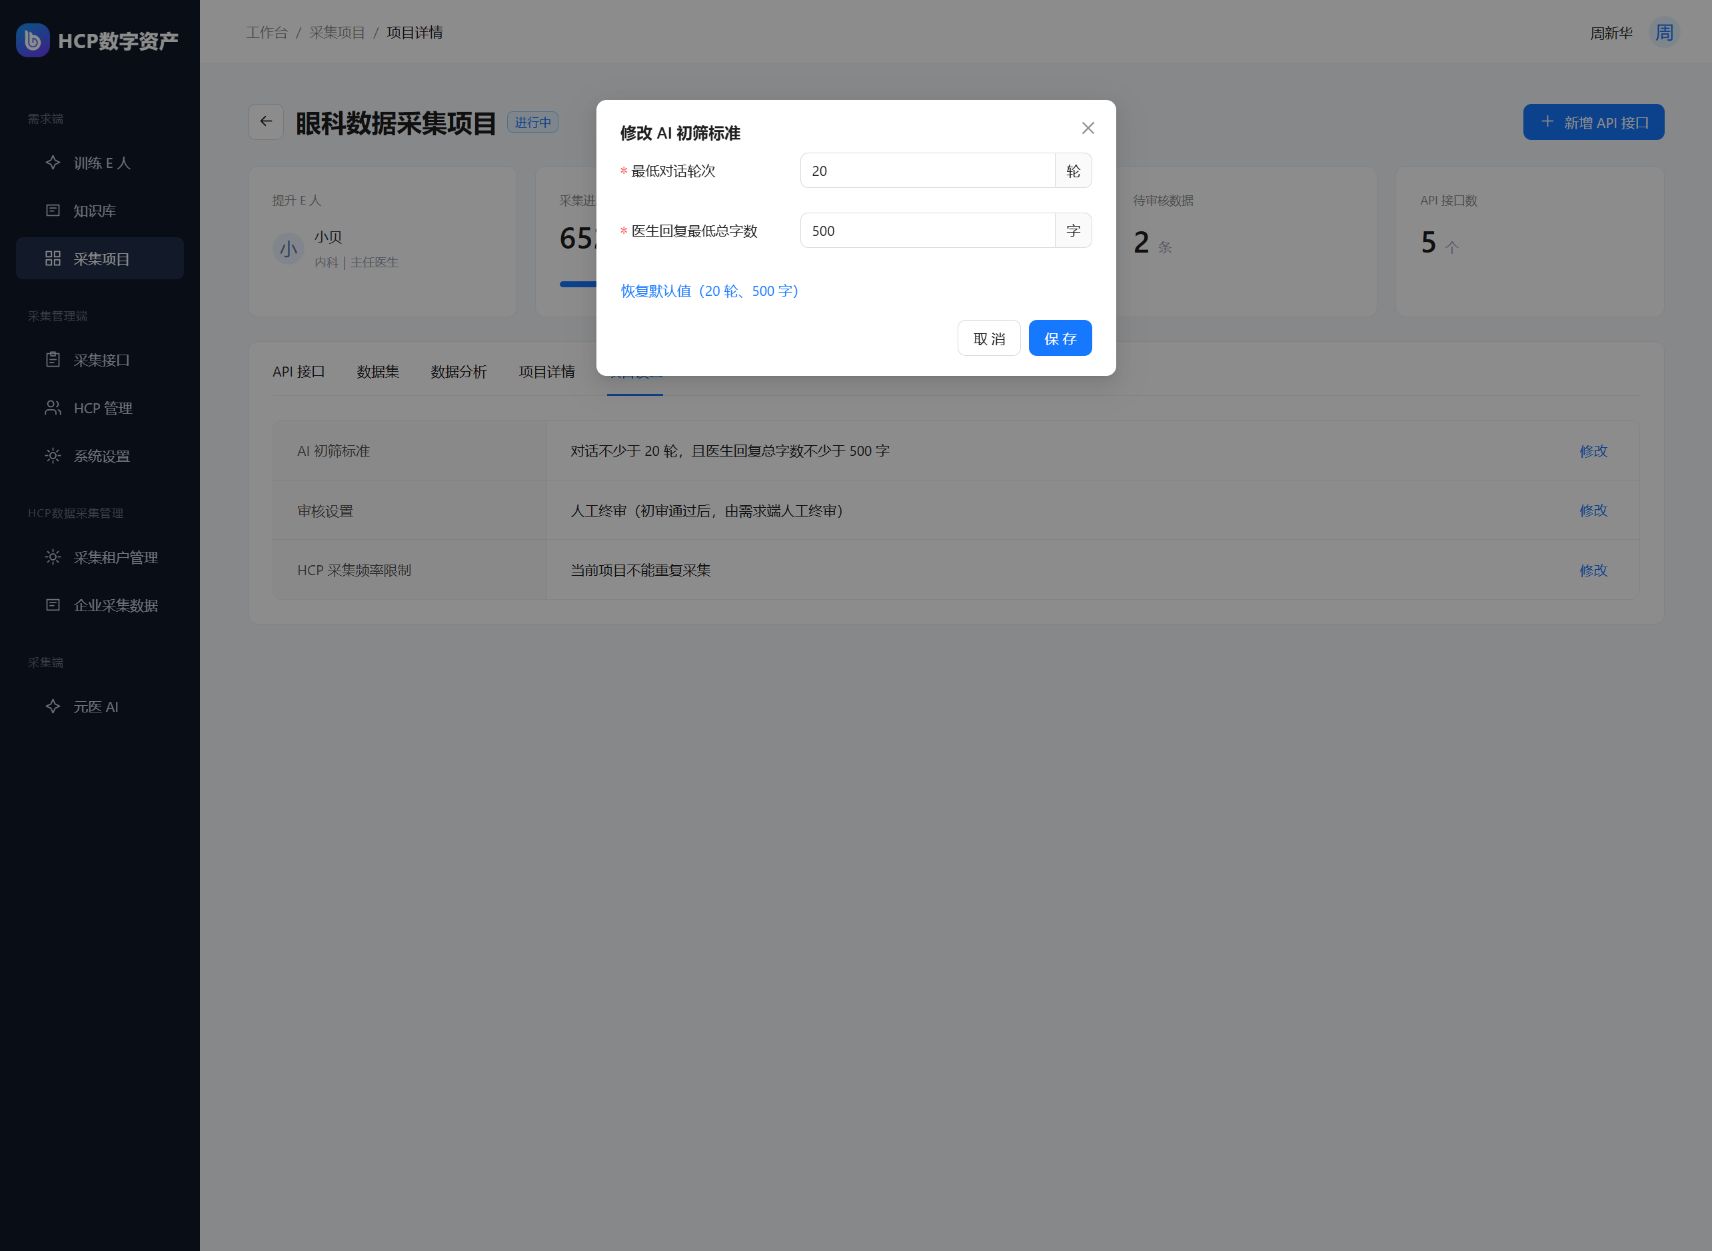 HCP数字资产
工作台 / 采集项目 / 项目详情
周新华 周
需求端
训练 E 人
知识库
采集项目
采集管理端
采集接口
HCP 管理
系统设置
HCP数据采集管理
采集租户管理
企业采集数据
采集端
元医 AI
眼科数据采集项目 进行中
新增 API 接口
提升 E 人
小 小贝
内科 | 主任医生
采集进
65
待审核数据
2 条
API 接口数
5 个
修改 AI 初筛标准
* 最低对话轮次 20 轮
* 医生回复最低总字数 500 字
恢复默认值（20 轮、500 字）
取 消 保 存
API 接口 数据集 数据分析 项目详情
AI 初筛标准 对话不少于 20 轮，且医生回复总字数不少于 500 字 修改
审核设置 人工终审（初审通过后，由需求端人工终审） 修改
HCP 采集频率限制 当前项目不能重复采集 修改